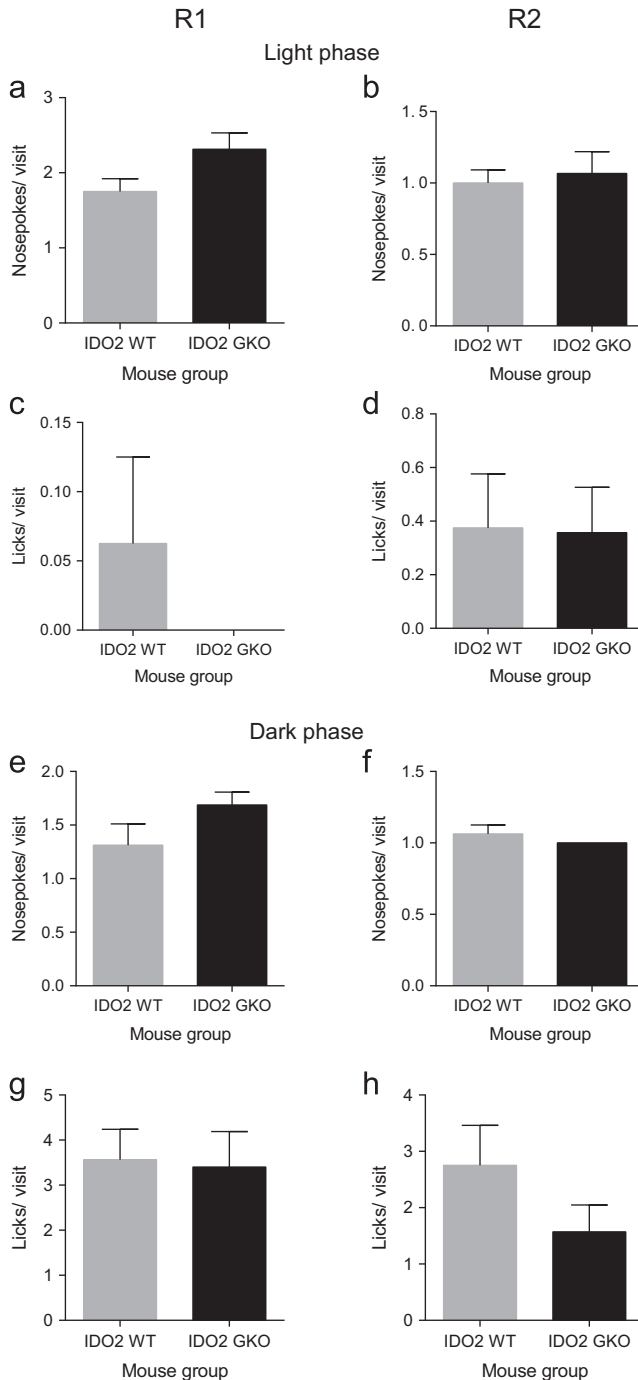 R1 R2
Light phase
a
3
2
1
0
Nosepokes/ visit
IDO2 WT IDO2 GKO
Mouse group
b
1.5
1.0
0.5
0. 0
Nosepokes/ visit
IDO2 WT IDO2 GKO
Mouse group
c
0.15
0.10
0.05
0.00
Licks/ visit
IDO2 WT IDO2 GKO
Mouse group
d
0.8
0.6
0.4
0.2
0.0
Licks/ visit
IDO2 WT IDO2 GKO
Mouse group
Dark phase
e
2.0
1.5
1.0
0.5
0.0
Nosepokes/ visit
IDO2 WT IDO2 GKO
Mouse group
f
1.5
1.0
0.5
0.0
Nosepokes/ visit
IDO2 WT IDO2 GKO
Mouse group
g
5
4
3
2
1
0
Licks/ visit
IDO2 WT IDO2 GKO
Mouse group
h
4
3
2
1
0
Licks/ visit
IDO2 WT IDO2 GKO
Mouse group